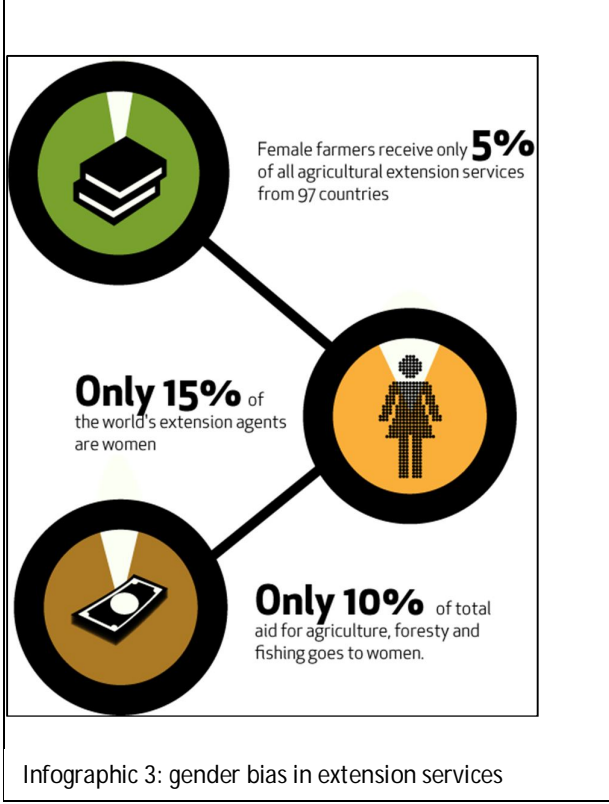 Female farmers receive only 5%
of all agricultural extension services
from 97 countries
Only 15% of
the world's extension agents
are women
Only 10% of total
aid for agriculture, foresty and
fishing goes to women.
Infographic 3: gender bias in extension services